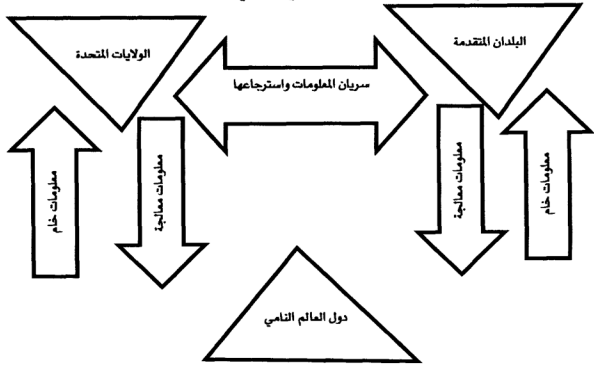 البلدان المتقدمة
الولايات المتحدة
سريان المعلومات واسترجاعها
معلومات خام
معلومات معالجة
معلومات معالجة
معلومات خام
دول العالم النامي